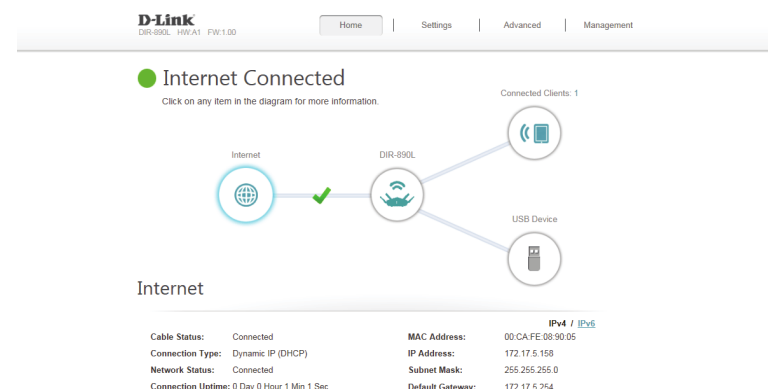 D-Link
DIR-890L HW:A1 FW:1.00
Home Settings Advanced Management
Internet Connected
Click on any item in the diagram for more information.
Connected Clients: 1
Internet
DIR-890L
USB Device
Internet
IPv4 / IPv6
Cable Status: Connected MAC Address: 00:CA:FE:08:90:05
Connection Type: Dynamic IP (DHCP) IP Address: 172.17.5.158
Network Status: Connected Subnet Mask: 255.255.255.0
Connection Uptime: 0 Day 0 Hour 1 Min 1 Sec Default Gateway: 172.17.5.254